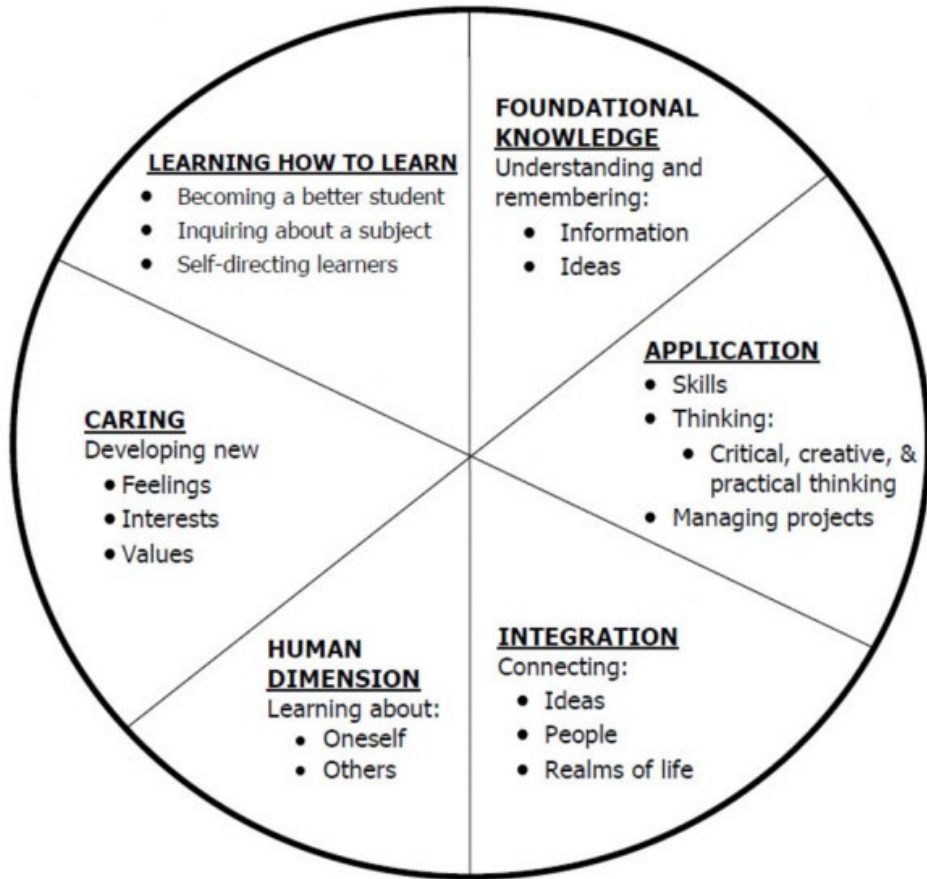 FOUNDATIONAL
KNOWLEDGE
Understanding and
remembering:
• Information
• Ideas
APPLICATION
• Skills
• Thinking:
• Critical, creative, &
practical thinking
• Managing projects
INTEGRATION
Connecting:
• Ideas
• People
• Realms of life
HUMAN
DIMENSION
Learning about:
• Oneself
• Others
CARING
Developing new
• Feelings
• Interests
• Values
LEARNING HOW TO LEARN
• Becoming a better student
• Inquiring about a subject
• Self-directing learners